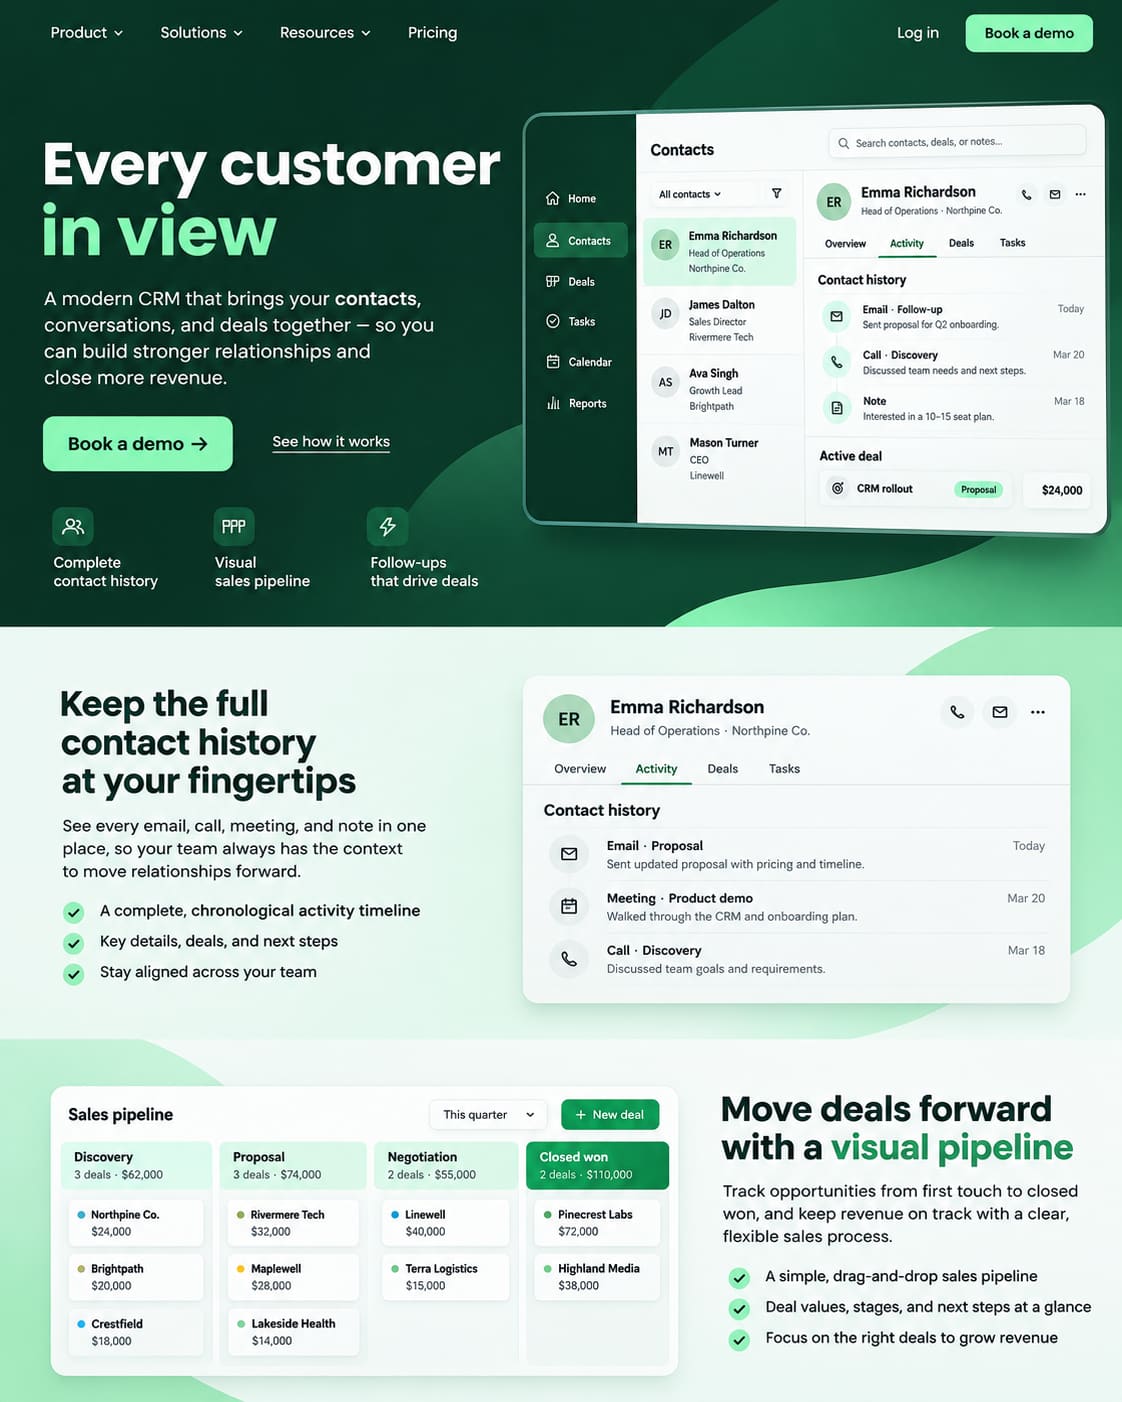 Product
Solutions
Resources
Pricing
Log in
Book a demo
Every customer
in view
A modern CRM that brings your contacts,
conversations, and deals together — so you
can build stronger relationships and
close more revenue.
Book a demo →
See how it works
Complete
contact history
PPP
Visual
sales pipeline
Follow-ups
that drive deals
Home
Contacts
Deals
Tasks
Calendar
Reports
Contacts
Search contacts, deals, or notes...
All contacts
ER
Emma Richardson
Head of Operations
Northpine Co.
JD
James Dalton
Sales Director
Rivermere Tech
AS
Ava Singh
Growth Lead
Brightpath
MT
Mason Turner
CEO
Linewell
ER
Emma Richardson
Head of Operations · Northpine Co.
Overview
Activity
Deals
Tasks
Contact history
Email · Follow-up
Today
Sent proposal for Q2 onboarding.
Call · Discovery
Mar 20
Discussed team needs and next steps.
Note
Mar 18
Interested in a 10–15 seat plan.
Active deal
CRM rollout
Proposal
$24,000
Keep the full
contact history
at your fingertips
See every email, call, meeting, and note in one
place, so your team always has the context
to move relationships forward.
A complete, chronological activity timeline
Key details, deals, and next steps
Stay aligned across your team
ER
Emma Richardson
Head of Operations · Northpine Co.
Overview
Activity
Deals
Tasks
Contact history
Email · Proposal
Today
Sent updated proposal with pricing and timeline.
Meeting · Product demo
Mar 20
Walked through the CRM and onboarding plan.
Call · Discovery
Mar 18
Discussed team goals and requirements.
Sales pipeline
This quarter
+ New deal
Discovery
3 deals · $62,000
Northpine Co.
$24,000
Brightpath
$20,000
Crestfield
$18,000
Proposal
3 deals · $74,000
Rivermere Tech
$32,000
Maplewell
$28,000
Lakeside Health
$14,000
Negotiation
2 deals · $55,000
Linewell
$40,000
Terra Logistics
$15,000
Closed won
2 deals · $110,000
Pinecrest Labs
$72,000
Highland Media
$38,000
Move deals forward
with a visual pipeline
Track opportunities from first touch to closed
won, and keep revenue on track with a clear,
flexible sales process.
A simple, drag-and-drop sales pipeline
Deal values, stages, and next steps at a glance
Focus on the right deals to grow revenue